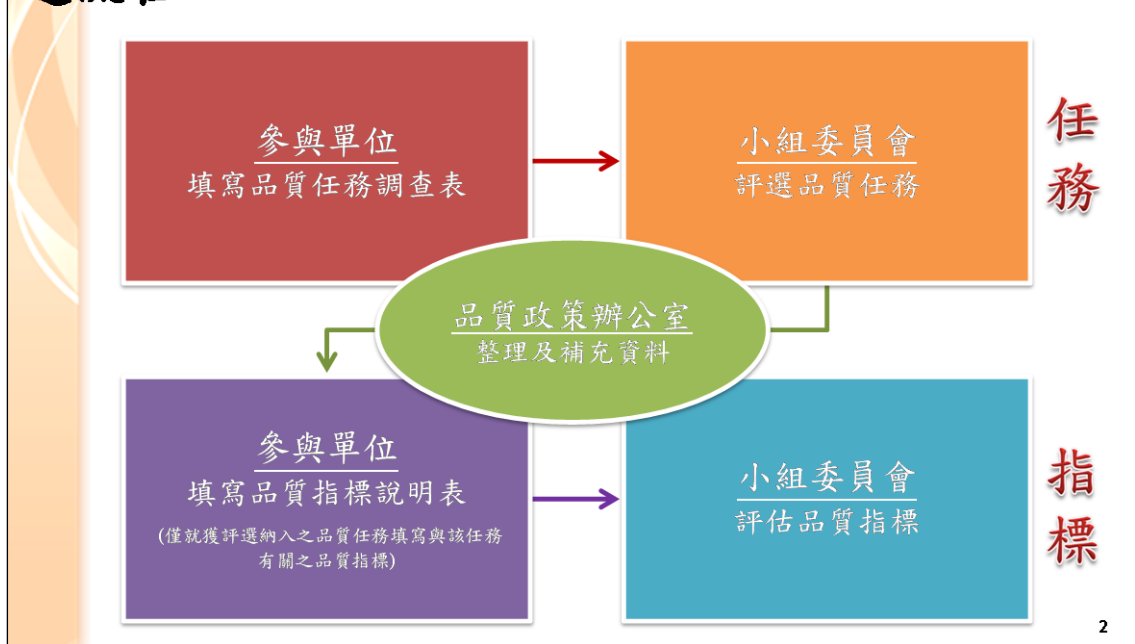 參與單位
填寫品質任務調查表
小組委員會
評選品質任務
任務
品質政策辦公室
整理及補充資料
參與單位
填寫品質指標說明表
(僅就獲評選納入之品質任務填寫與該任務
有關之品質指標)
小組委員會
評估品質指標
指標
2